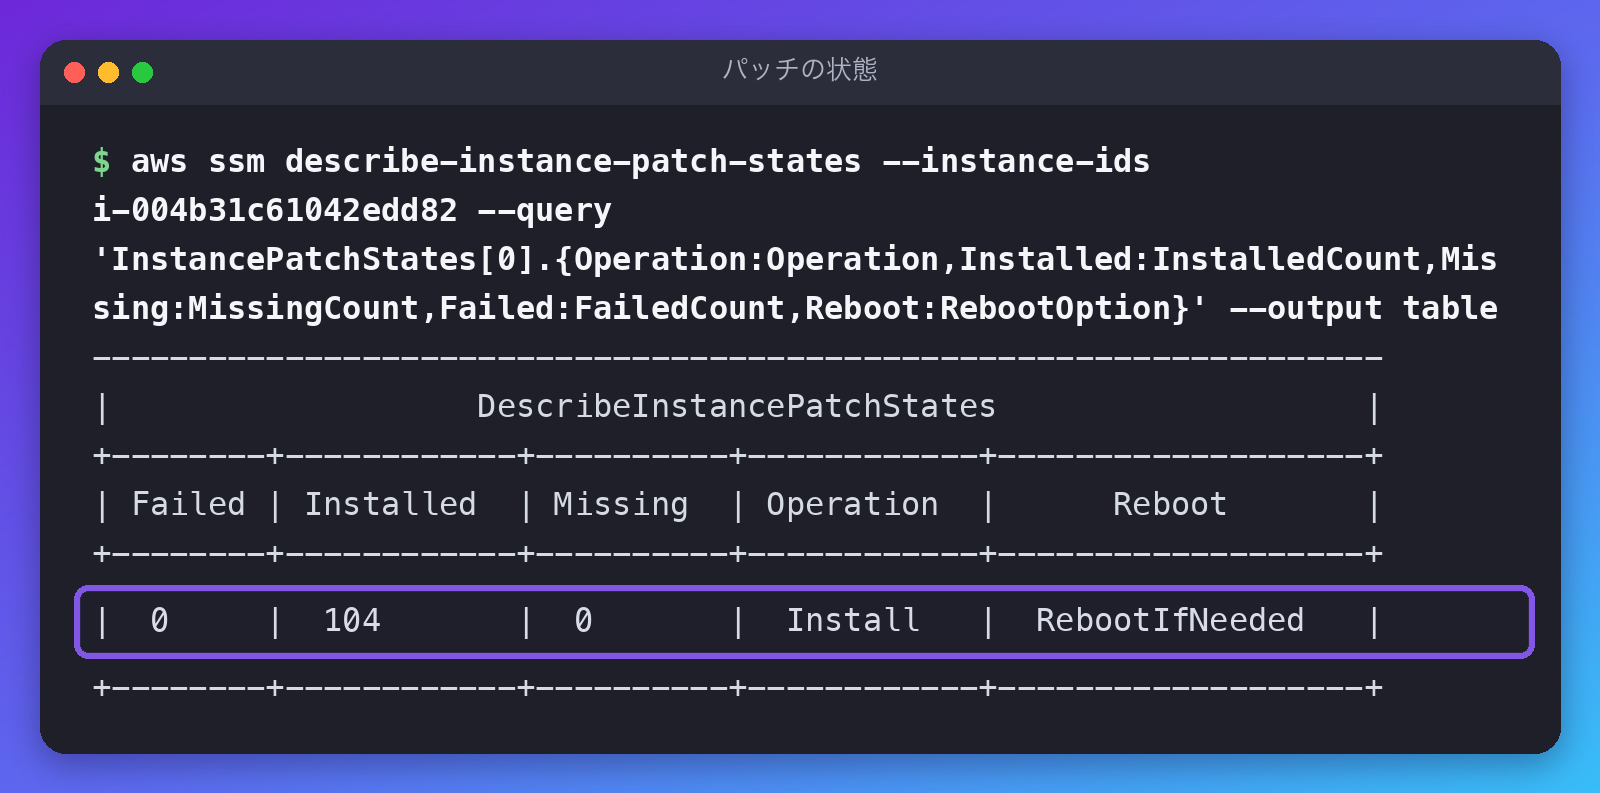 パッチの状態
$ aws ssm describe-instance-patch-states --instance-ids
i-004b31c61042edd82 --query
'InstancePatchStates[0].{Operation:Operation,Installed:InstalledCount,Mis
sing:MissingCount,Failed:FailedCount,Reboot:RebootOption}' --output table
-------------------------------------------------------------------
|                   DescribeInstancePatchStates                   |
+--------+------------+----------+-----------+-------------------+
| Failed | Installed  | Missing  | Operation  |      Reboot       |
+--------+------------+----------+-----------+-------------------+
|  0     |  104       |  0       |  Install   |  RebootIfNeeded   |
+--------+------------+----------+-----------+-------------------+